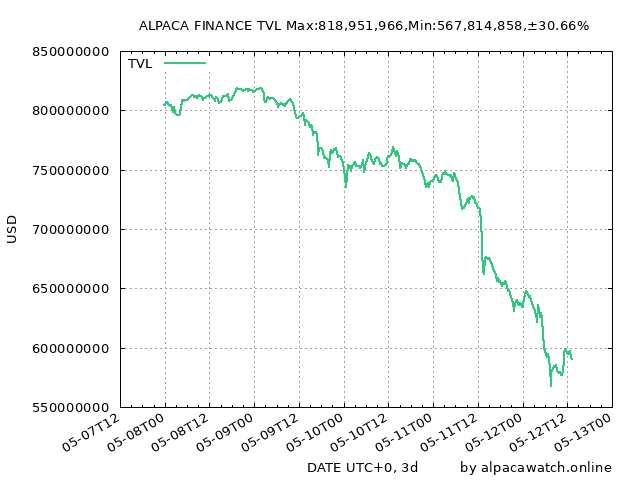 ALPACA FINANCE TVL Max:818,951,966,Min:567,814,858,±30.66%
TVL
850000000
800000000
750000000
700000000
650000000
600000000
550000000
USD
05-07T12
05-08T00
05-08T12
05-09T00
05-09T12
05-10T00
05-10T12
05-11T00
05-11T12
05-12T00
05-12T12
05-13T00
DATE UTC+0, 3d
by alpacawatch.online